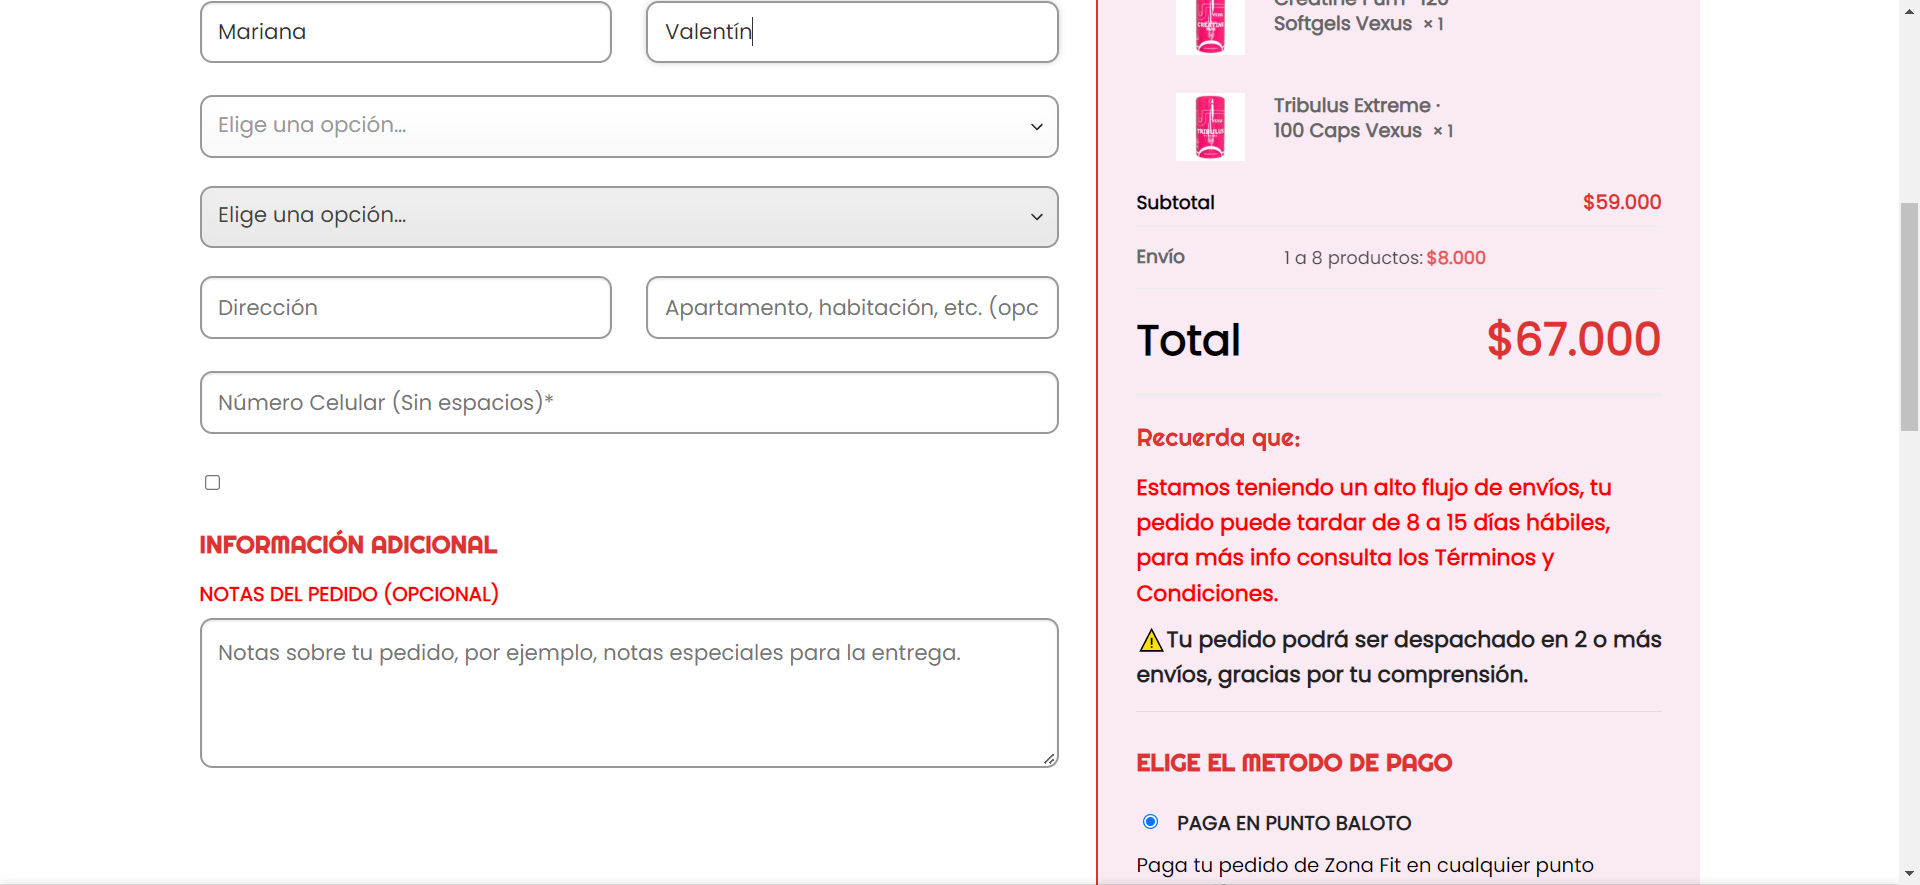 Mariana
Valentín
Elige una opción...
Elige una opción...
Dirección
Apartamento, habitación, etc. (opc
Número Celular (Sin espacios)*
INFORMACIÓN ADICIONAL
NOTAS DEL PEDIDO (OPCIONAL)
Notas sobre tu pedido, por ejemplo, notas especiales para la entrega.
Softgels Vexus × 1
CREATINE
Tribulus Extreme ·
100 Caps Vexus × 1
TRIBULUS
Subtotal $59.000
Envío 1 a 8 productos: $8.000
Total $67.000
Recuerda que:
Estamos teniendo un alto flujo de envíos, tu
pedido puede tardar de 8 a 15 días hábiles,
para más info consulta los Términos y
Condiciones.
⚠Tu pedido podrá ser despachado en 2 o más
envíos, gracias por tu comprensión.
ELIGE EL METODO DE PAGO
PAGA EN PUNTO BALOTO
Paga tu pedido de Zona Fit en cualquier punto